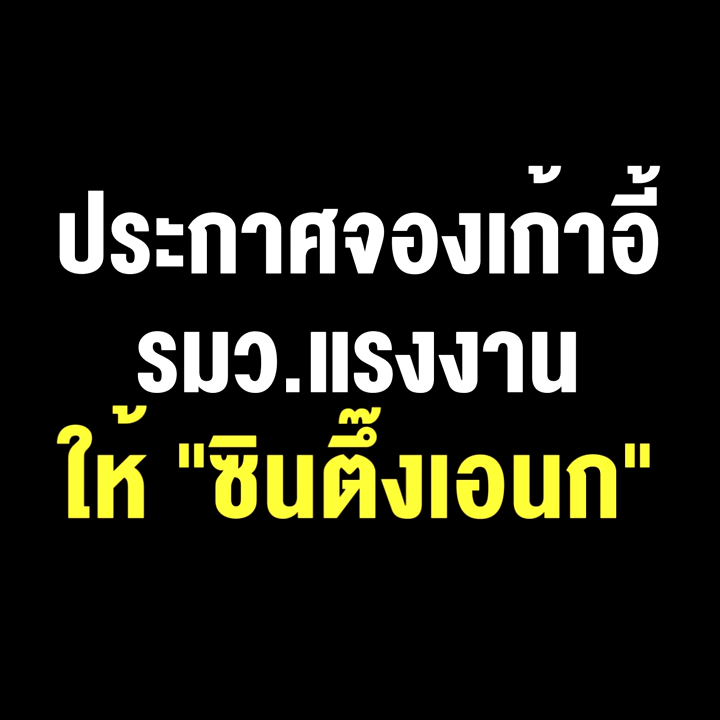 ประกาศจองเก้าอี้
รมว.แรงงาน
ให้ "ซินตึ๊งเอนก"